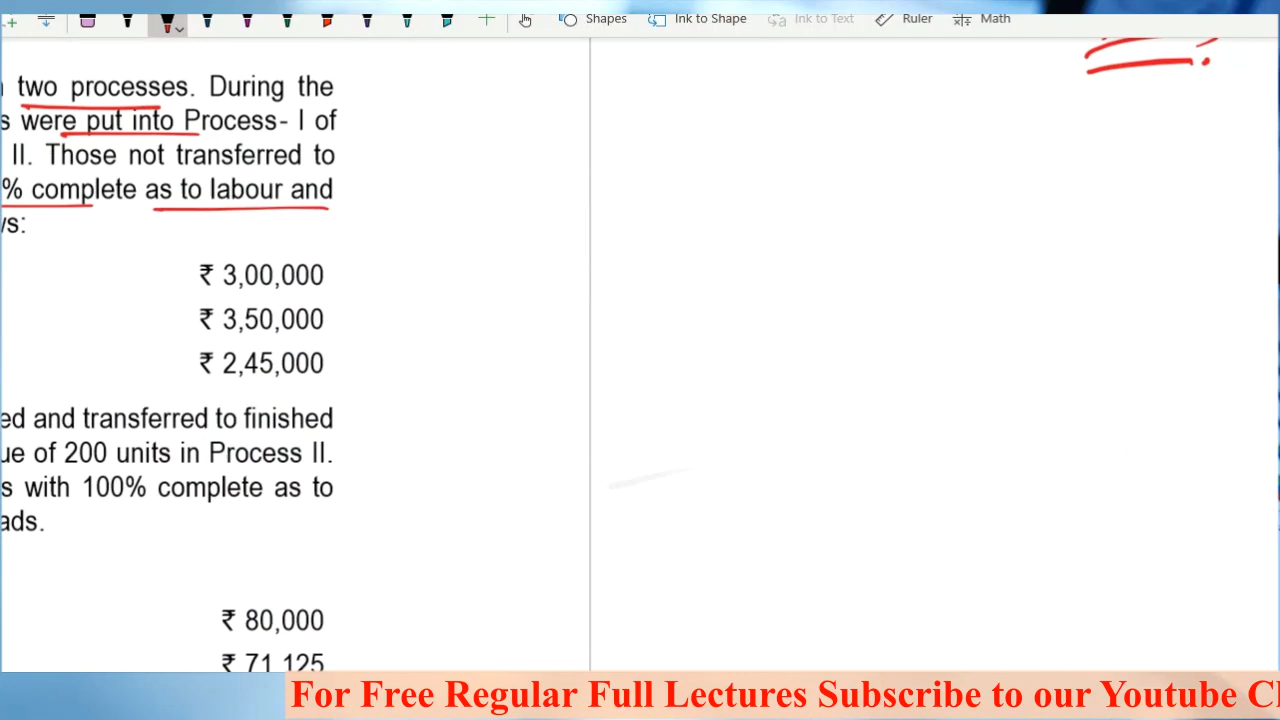 Shapes Ink to Shape Ink to Text Ruler Math
two processes. During the
s were put into Process- I of
II. Those not transferred to
% complete as to labour and
ws:
₹ 3,00,000
₹ 3,50,000
₹ 2,45,000
ed and transferred to finished
ue of 200 units in Process II.
s with 100% complete as to
ads.
₹ 80,000
₹ 71,125
For Free Regular Full Lectures Subscribe to our Youtube C